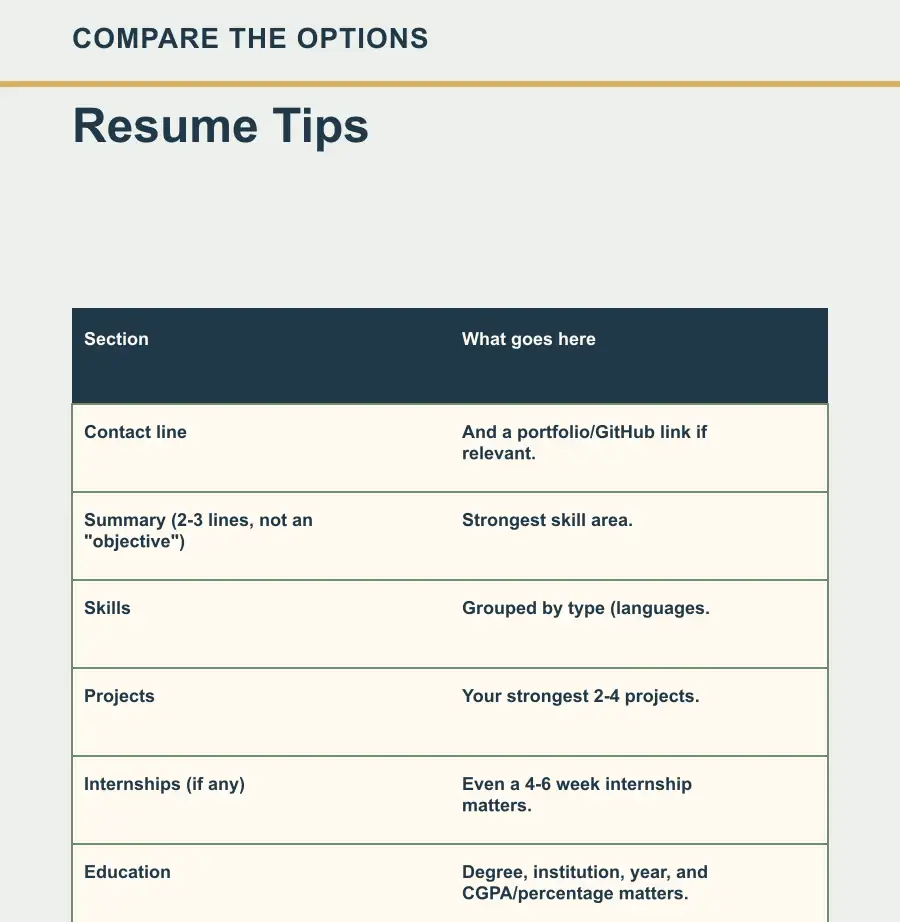 COMPARE THE OPTIONS
Resume Tips
Section
What goes here
Contact line
And a portfolio/GitHub link if
relevant.
Summary (2-3 lines, not an
"objective")
Strongest skill area.
Skills
Grouped by type (languages.
Projects
Your strongest 2-4 projects.
Internships (if any)
Even a 4-6 week internship
matters.
Education
Degree, institution, year, and
CGPA/percentage matters.